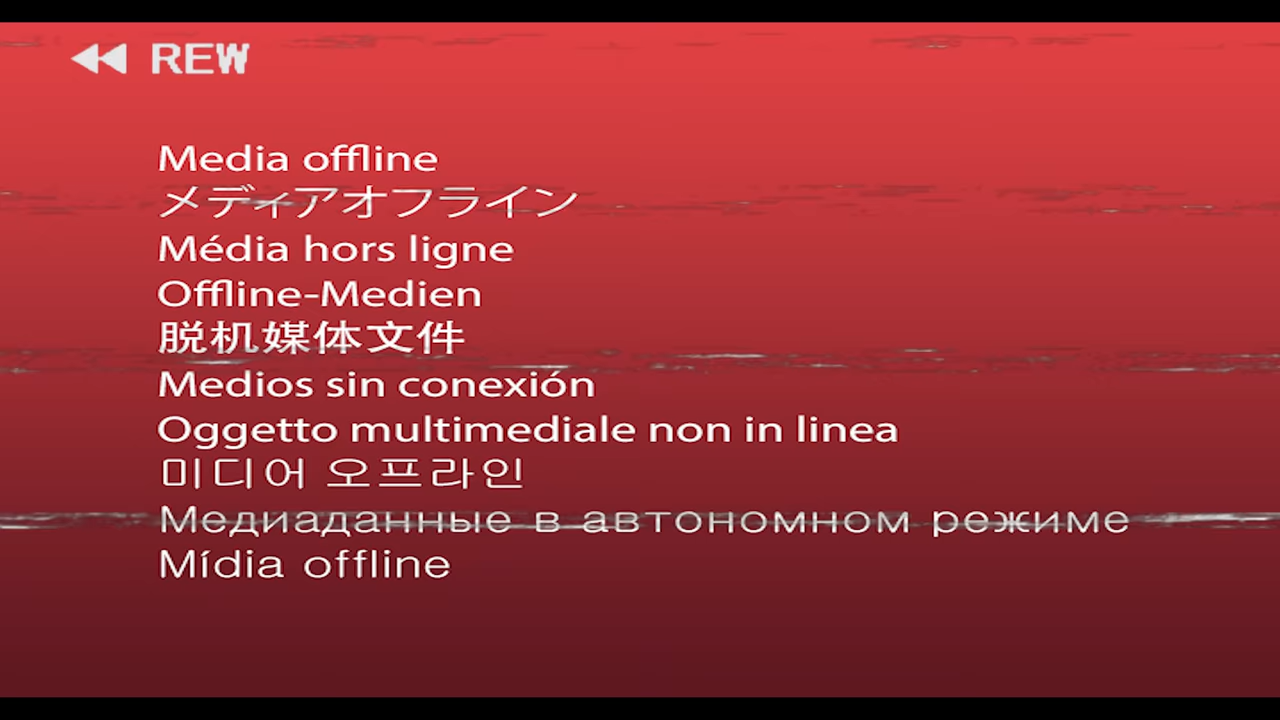 REW
Media offline
メディアオフライン
Média hors ligne
Offline-Medien
脱机媒体文件
Medios sin conexión
Oggetto multimediale non in linea
미디어 오프라인
Медиаданные в автономном режиме
Mídia offline